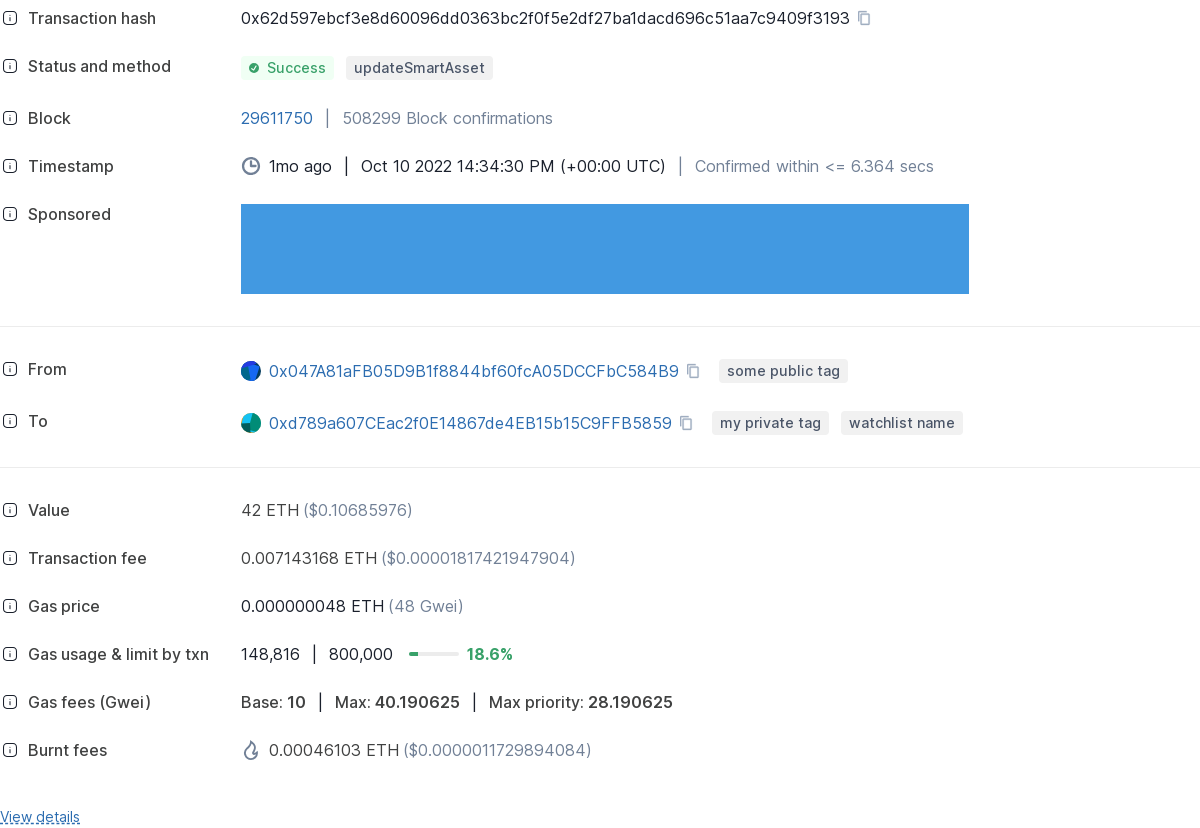 Transaction hash 0x62d597ebcf3e8d60096dd0363bc2f0f5e2df27ba1dacd696c51aa7c9409f3193
Status and method Success updateSmartAsset
Block 29611750 | 508299 Block confirmations
Timestamp 1mo ago | Oct 10 2022 14:34:30 PM (+00:00 UTC) | Confirmed within <= 6.364 secs
Sponsored
From 0x047A81aFB05D9B1f8844bf60fcA05DCCFbC584B9 some public tag
To 0xd789a607CEac2f0E14867de4EB15b15C9FFB5859 my private tag watchlist name
Value 42 ETH ($0.10685976)
Transaction fee 0.007143168 ETH ($0.00001817421947904)
Gas price 0.000000048 ETH (48 Gwei)
Gas usage & limit by txn 148,816 | 800,000 18.6%
Gas fees (Gwei) Base: 10 | Max: 40.190625 | Max priority: 28.190625
Burnt fees 0.00046103 ETH ($0.0000011729894084)
View details